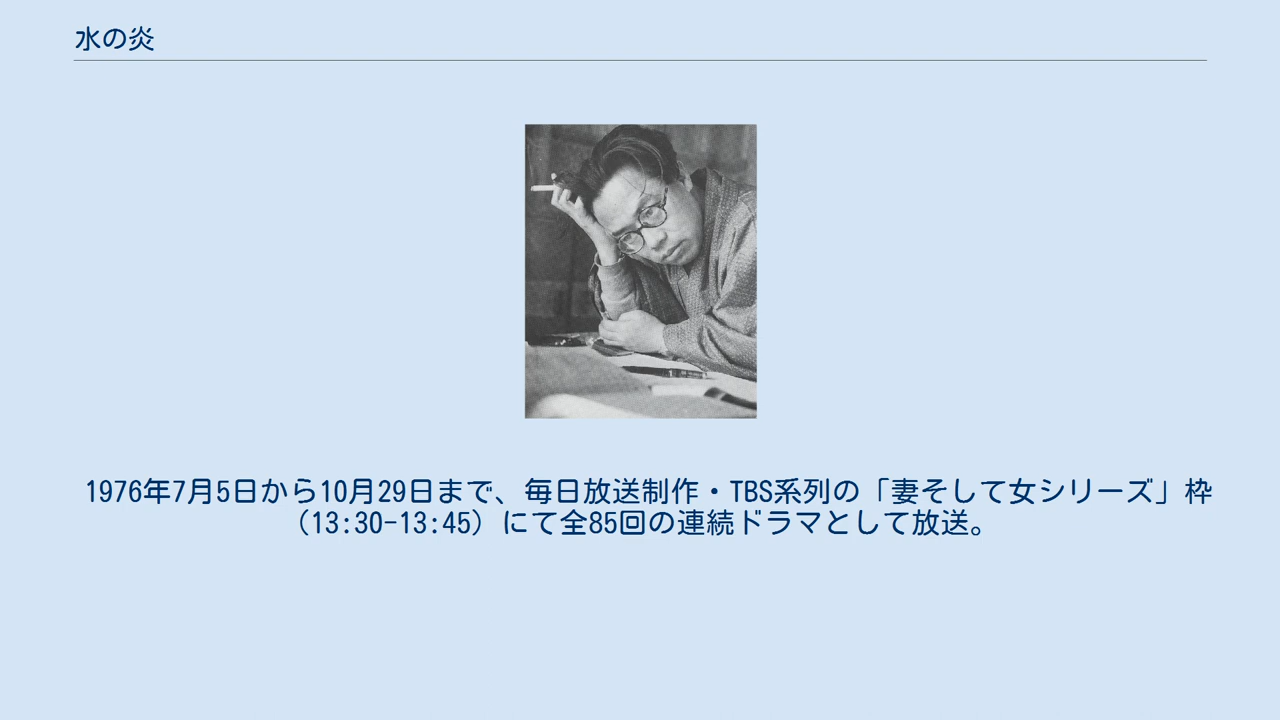 水の炎
1976年7月5日から10月29日まで、毎日放送制作・TBS系列の「妻そして女シリーズ」枠
（13:30-13:45）にて全85回の連続ドラマとして放送。